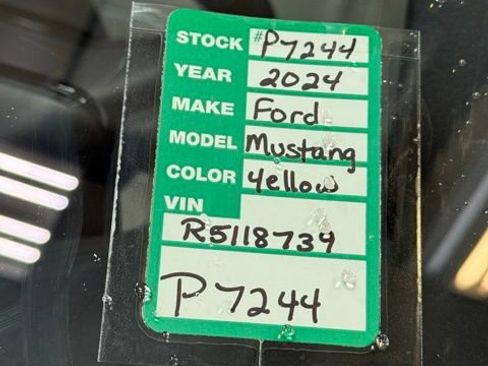 STOCK #P7244
YEAR 2024
MAKE Ford
MODEL Mustang
COLOR Yellow
VIN
R5118734
P7244